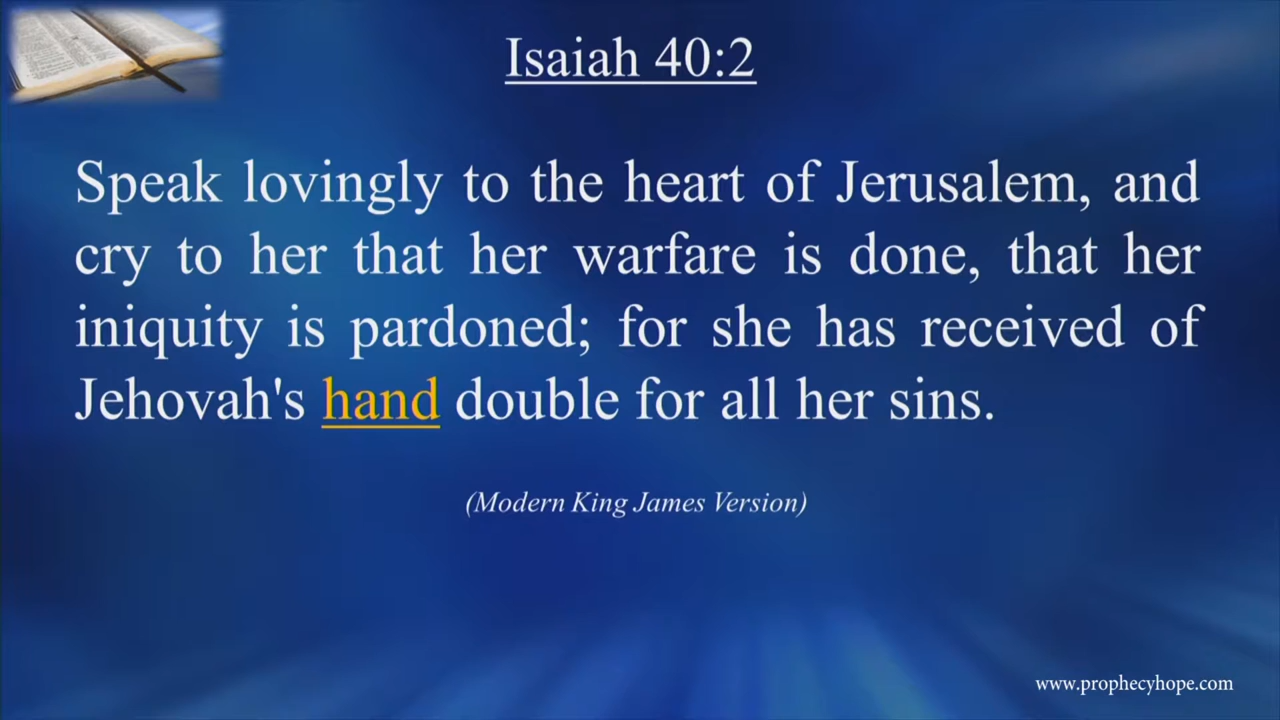 Isaiah 40:2
Speak lovingly to the heart of Jerusalem, and
cry to her that her warfare is done, that her
iniquity is pardoned; for she has received of
Jehovah's hand double for all her sins.
(Modern King James Version)
www.prophecyhope.com